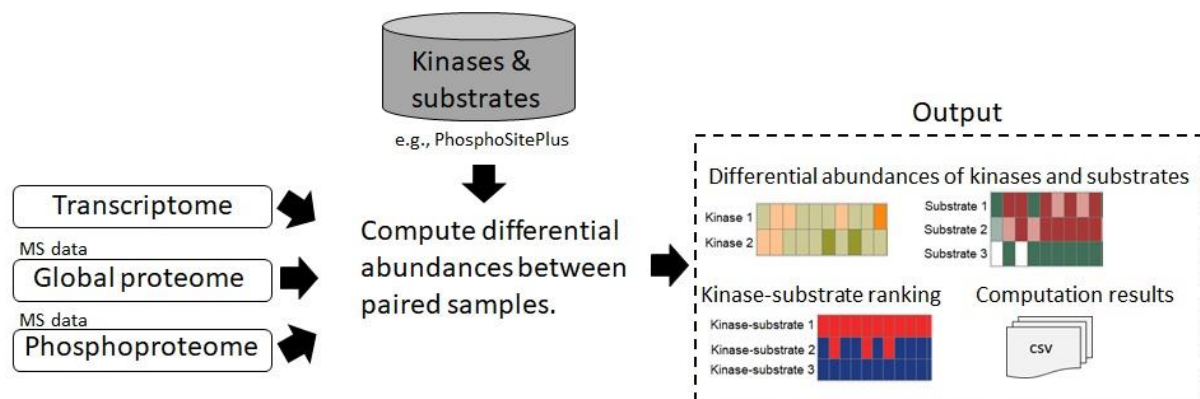 Kinases &
substrates
e.g., PhosphoSitePlus
Transcriptome
MS data
Global proteome
MS data
Phosphoproteome
Compute differential
abundances between
paired samples.
Output
Differential abundances of kinases and substrates
Kinase 1
Kinase 2
Substrate 1
Substrate 2
Substrate 3
Kinase-substrate ranking
Kinase-substrate 1
Kinase-substrate 2
Kinase-substrate 3
Computation results
CSV